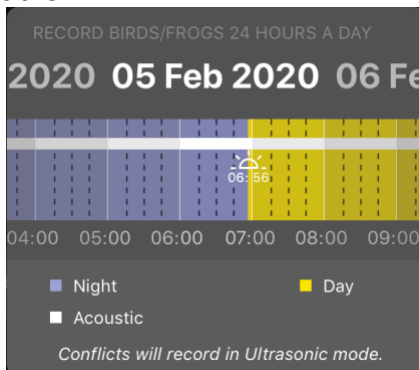 RECORD BIRDS/FROGS 24 HOURS A DAY
2020 05 Feb 2020 06 Fe
06:56
04:00 05:00 06:00 07:00 08:00 09:00
Night Day
Acoustic
Conflicts will record in Ultrasonic mode.